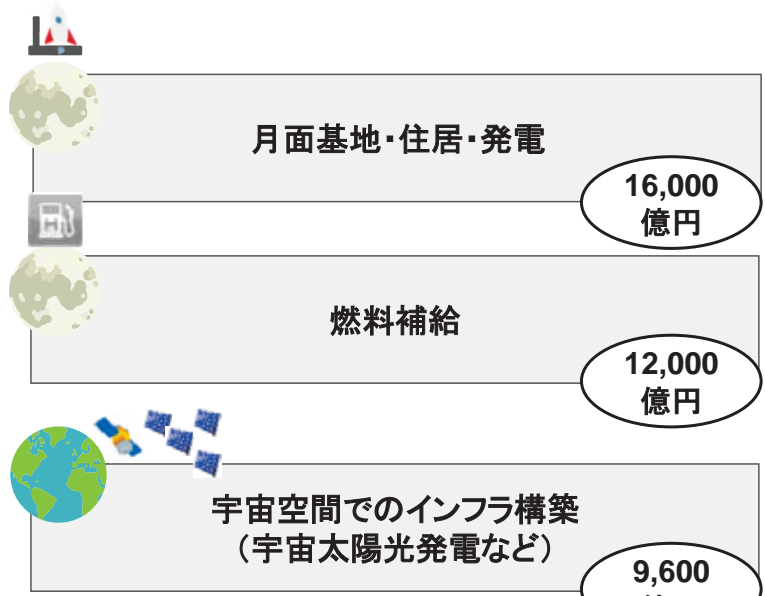 月面基地・住居・発電
16,000
億円
燃料補給
12,000
億円
宇宙空間でのインフラ構築
（宇宙太陽光発電など）
9,600